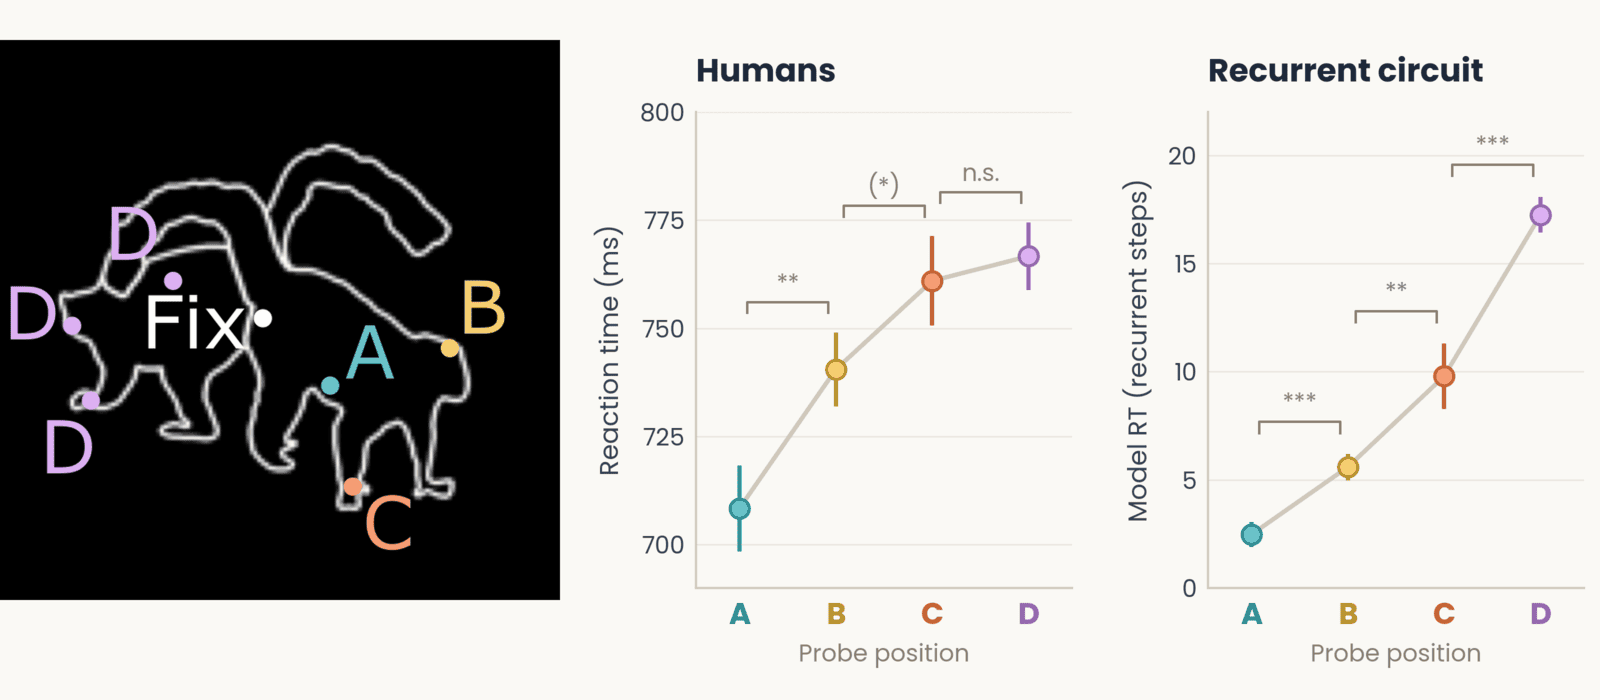 D
D
Fix
B
A
D
C
Humans
800
775
750
725
700
Reaction time (ms)
**
(*)
n.s.
A B C D
Probe position
Recurrent circuit
20
15
10
5
0
Model RT (recurrent steps)
***
**
***
A B C D
Probe position